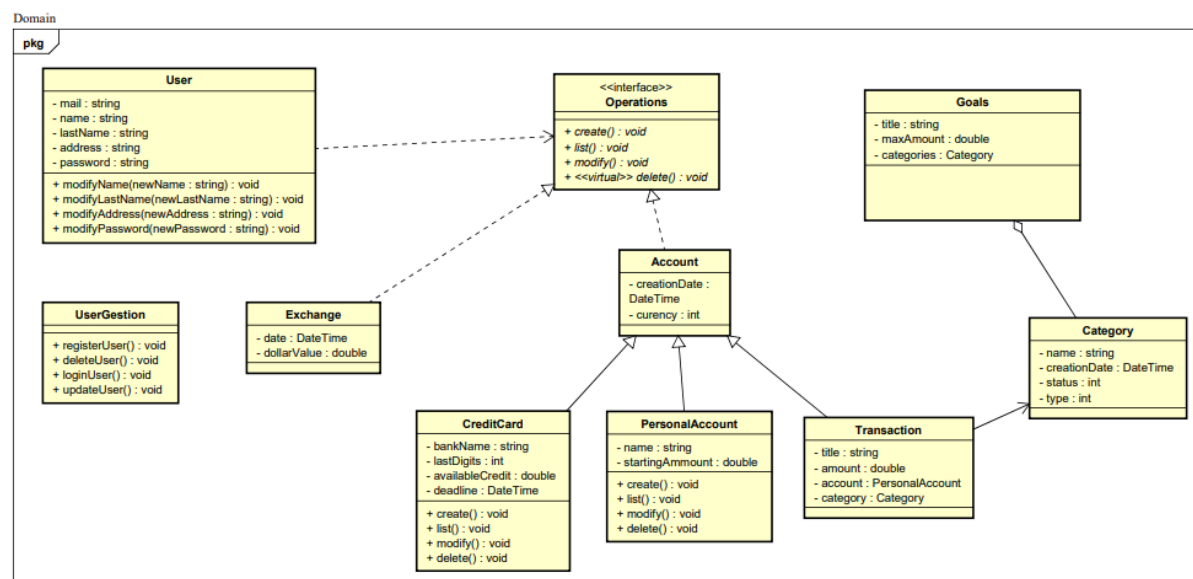 Domain
pkg
User
- mail : string
- name : string
- lastName : string
- address : string
- password : string
+ modifyName(newName : string) : void
+ modifyLastName(newLastName : string) : void
+ modifyAddress(newAddress : string) : void
+ modifyPassword(newPassword : string) : void
<<interface>>
Operations
+ create() : void
+ list() : void
+ modify() : void
+ <<virtual>> delete() : void
Goals
- title : string
- maxAmount : double
- categories : Category
Account
- creationDate :
DateTime
- curency : int
UserGestion
+ registerUser() : void
+ deleteUser() : void
+ loginUser() : void
+ updateUser() : void
Exchange
- date : DateTime
- dollarValue : double
Category
- name : string
- creationDate : DateTime
- status : int
- type : int
CreditCard
- bankName : string
- lastDigits : int
- availableCredit : double
- deadline : DateTime
+ create() : void
+ list() : void
+ modify() : void
+ delete() : void
PersonalAccount
- name : string
- startingAmmount : double
+ create() : void
+ list() : void
+ modify() : void
+ delete() : void
Transaction
- title : string
- amount : double
- account : PersonalAccount
- category : Category